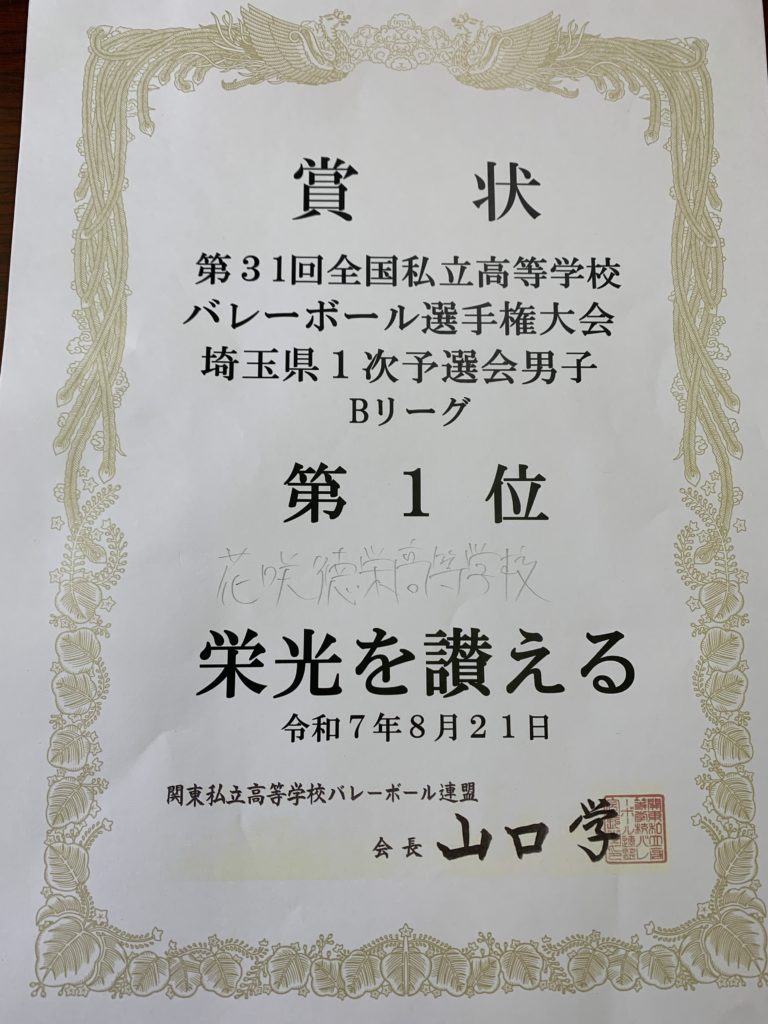 賞状
第３１回全国私立高等学校
バレーボール選手権大会
埼玉県１次予選会男子
Bリーグ
第１位
花咲徳栄高等学校
栄光を讃える
令和７年８月２１日
関東私立高等学校バレーボール連盟
会長 山口学